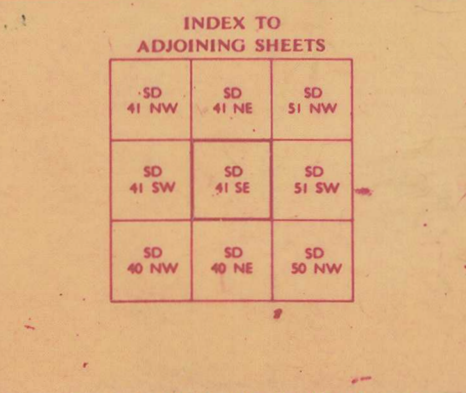 INDEX TO
ADJOINING SHEETS
SD SD SD
41 NW 41 NE 51 NW
SD SD SD
41 SW 41 SE 51 SW
SD SD SD
40 NW 40 NE 50 NW